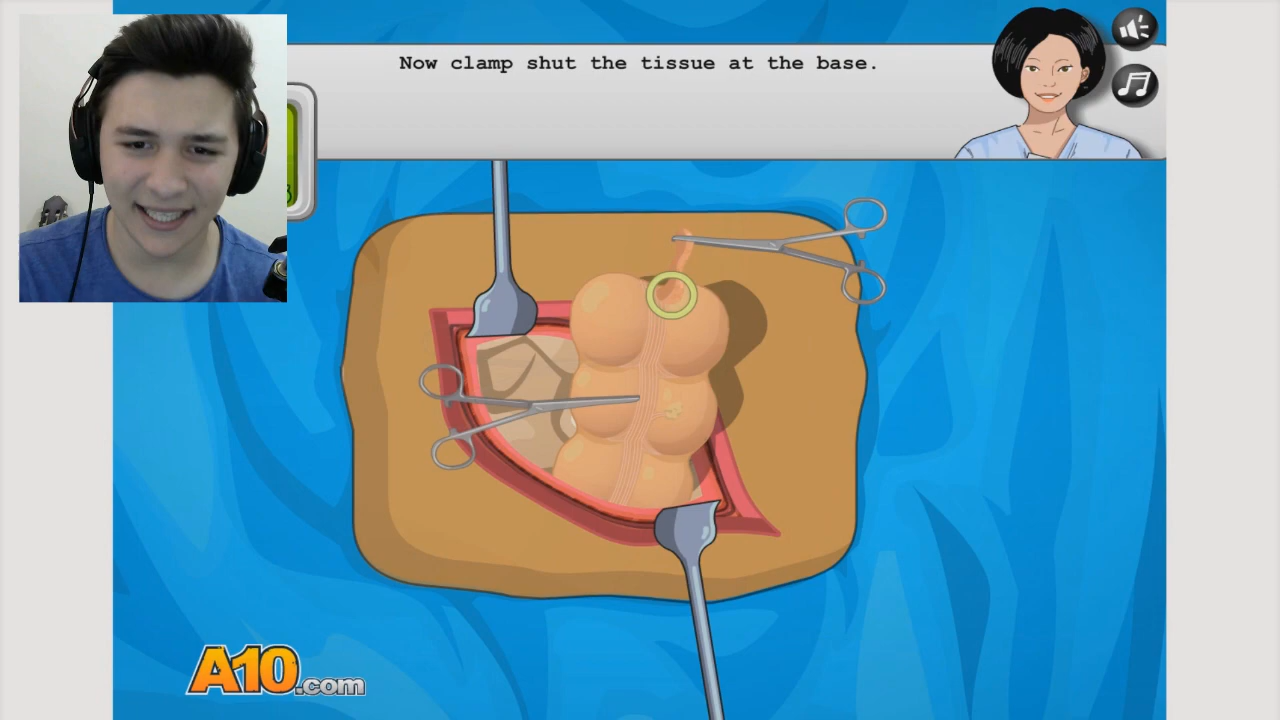 Now clamp shut the tissue at the base.
A10.com